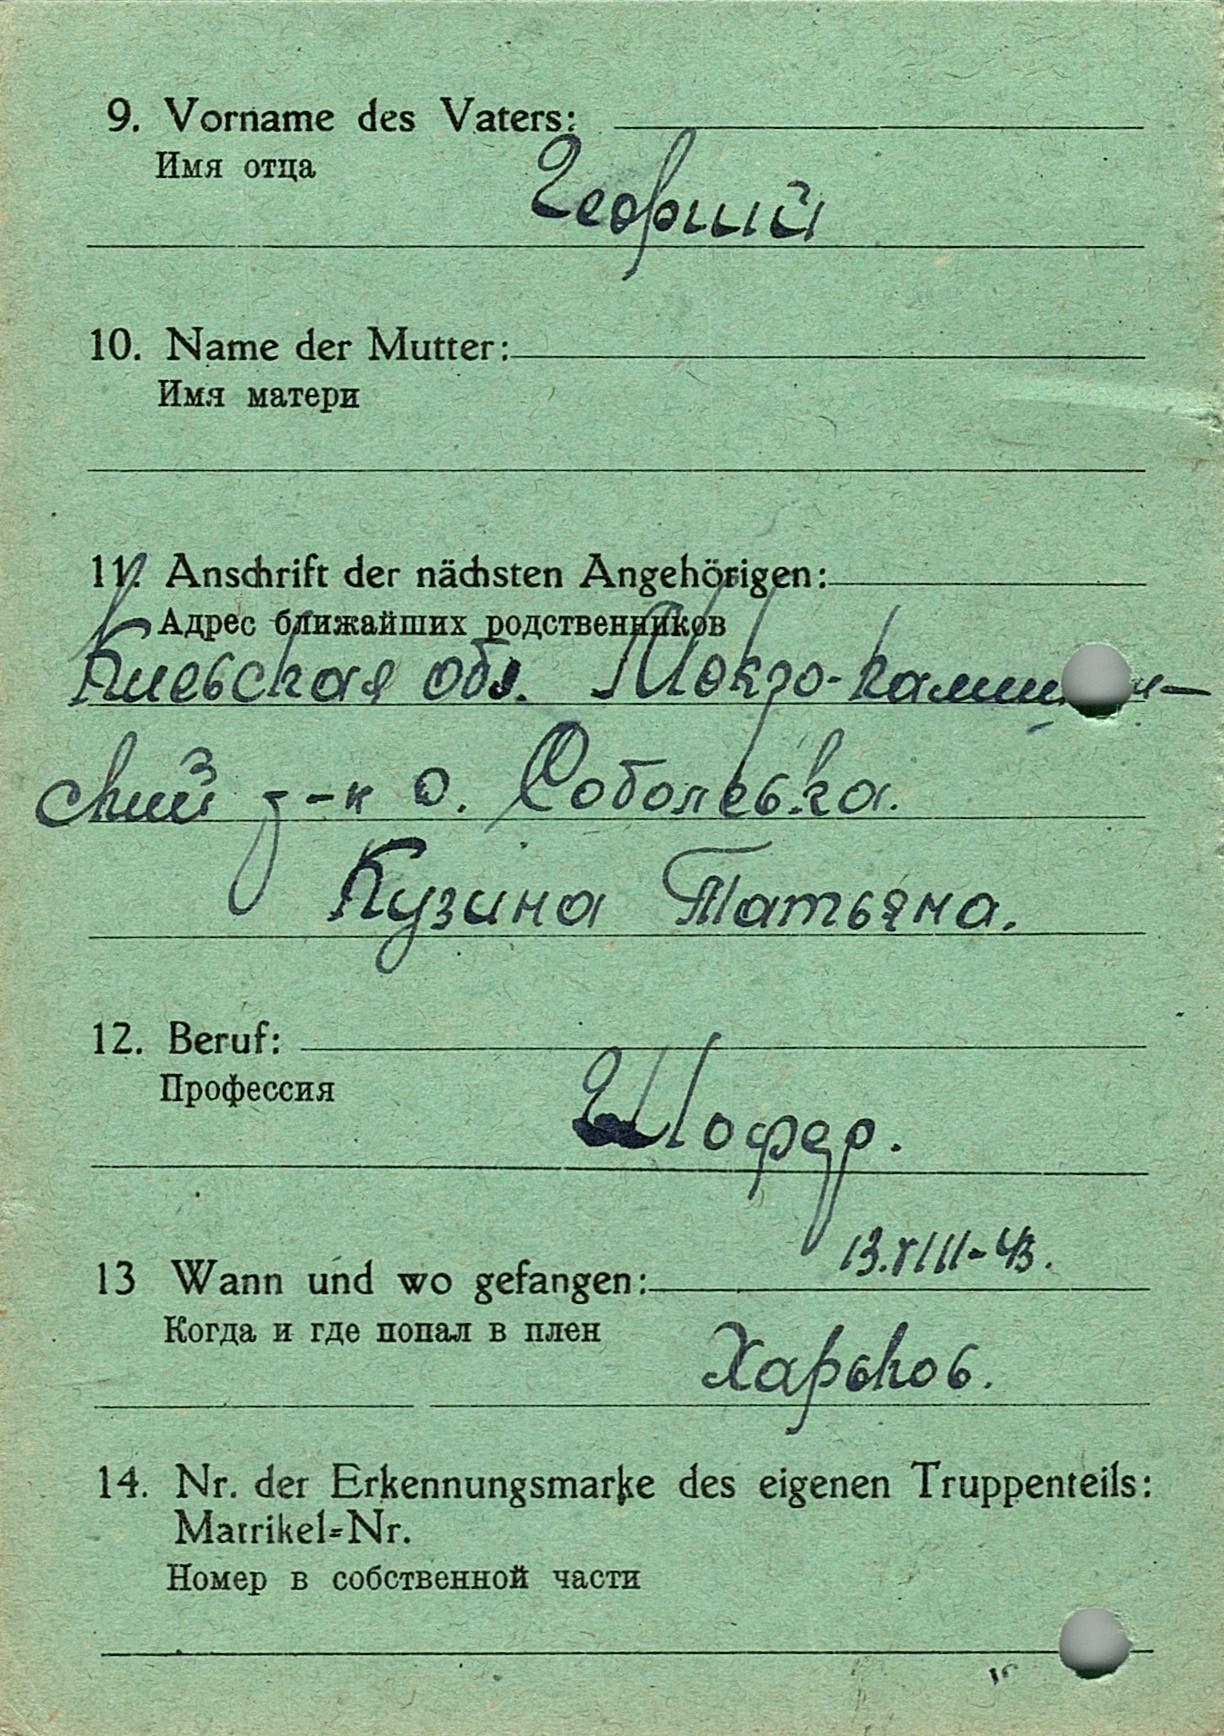 9. Vorname des Vaters:
Имя отца
Георгий
10. Name der Mutter:
Имя матери
11. Anschrift der nächsten Angehörigen:
Адрес ближайших родственников
Киевская обл. Мокро-
ский р-н с. Соболевка.
Кузина Татьяна.
12. Beruf:
Профессия
Шофер.
13.VIII-43.
13 Wann und wo gefangen:
Когда и где попал в плен
Харьков.
14. Nr. der Erkennungsmarke des eigenen Truppenteils:
Matrikel=Nr.
Номер в собственной части